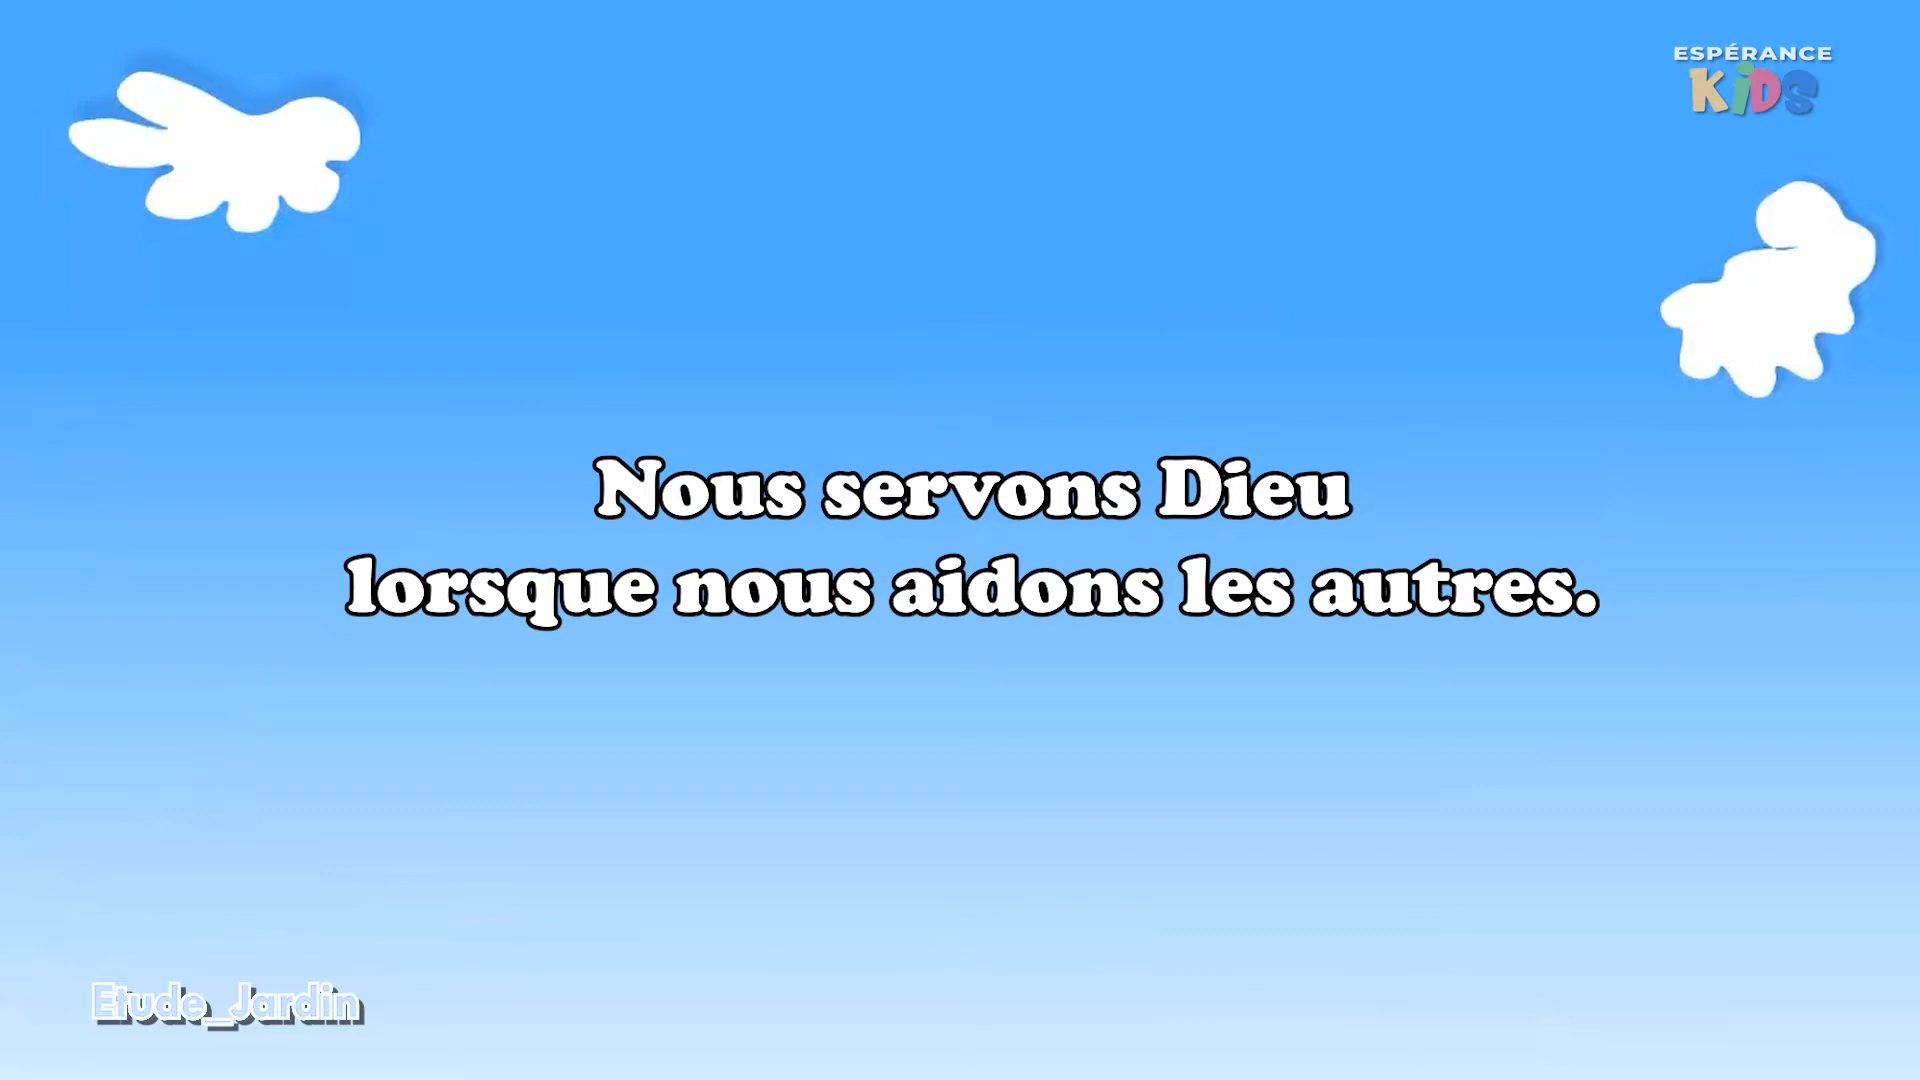 ESPÉRANCE
KiDS
Nous servons Dieu
lorsque nous aidons les autres.
Etude_Jardin